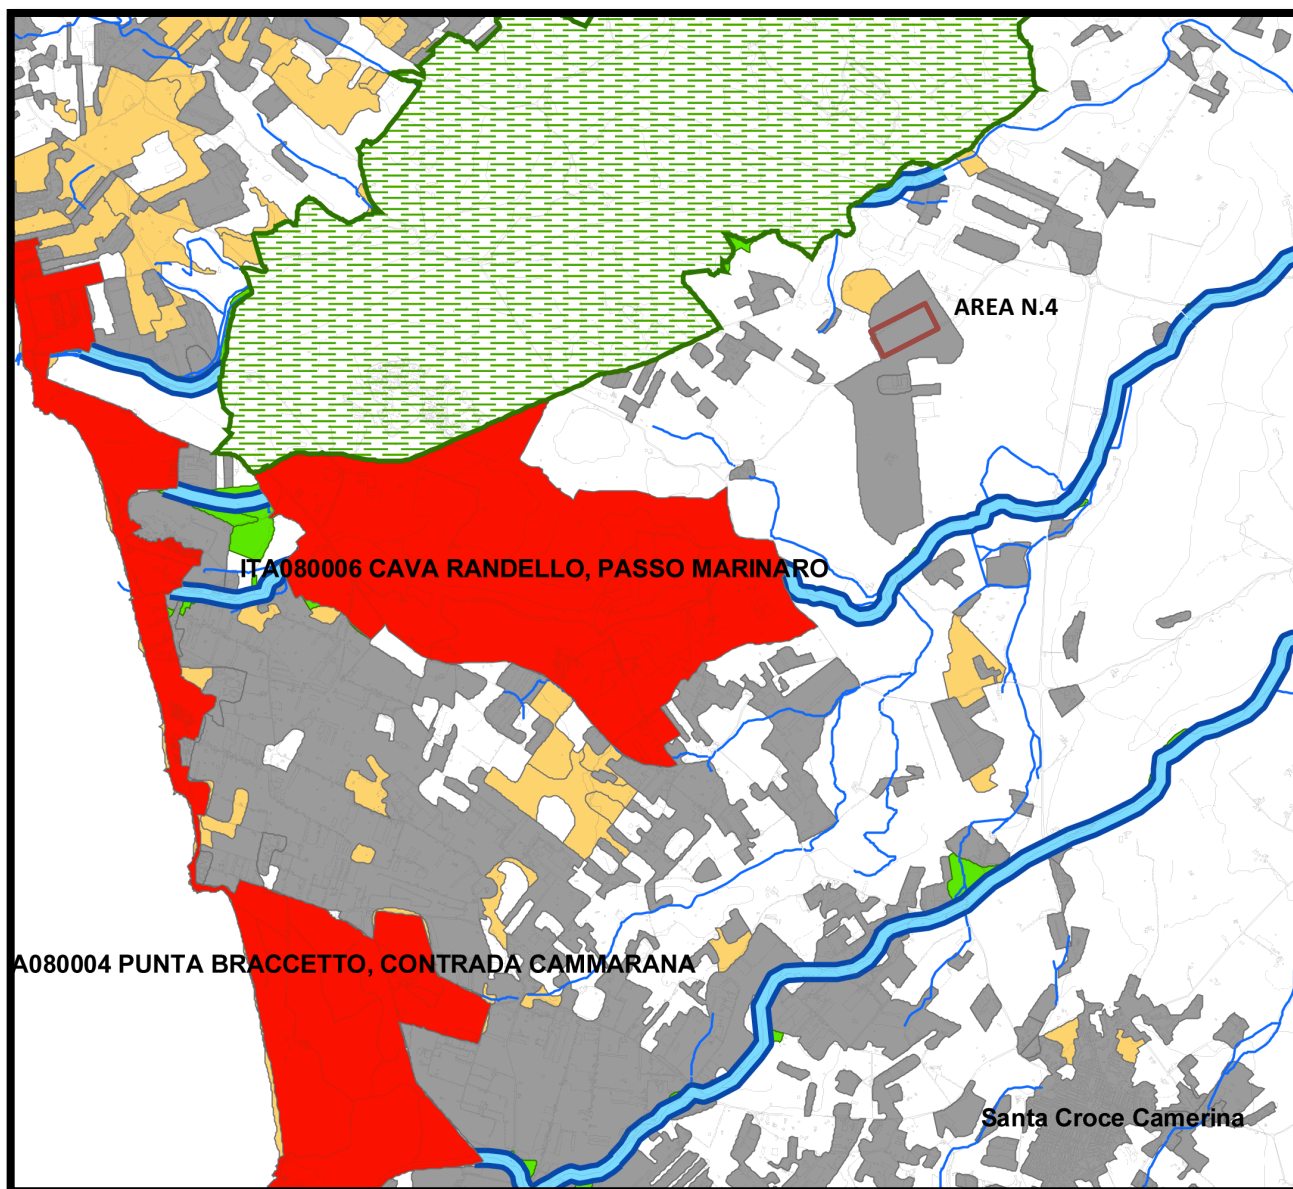 AREA N.4
ITA080006 CAVA RANDELLO, PASSO MARINARO
A080004 PUNTA BRACCETTO, CONTRADA CAMMARANA
Santa Croce Camerina